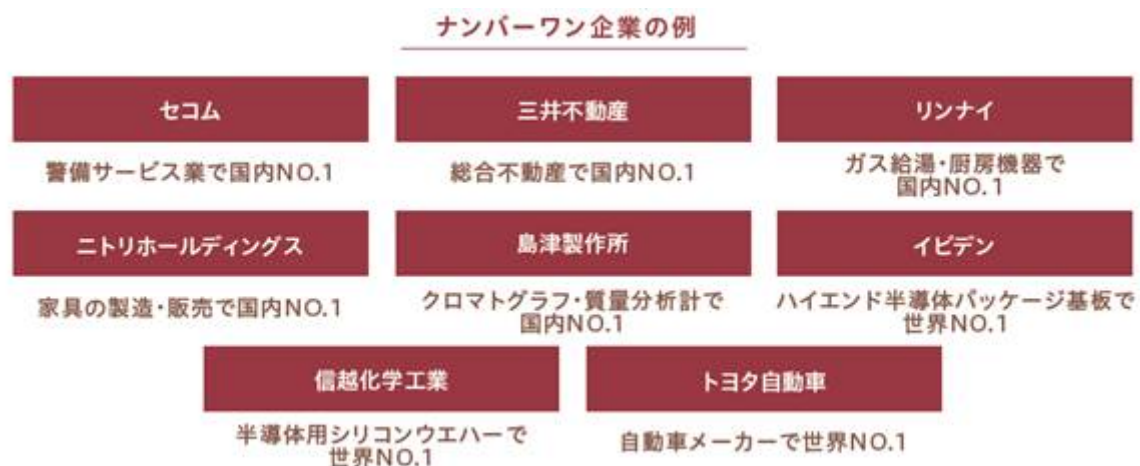 ナンバーワン企業の例
セコム
警備サービス業で国内NO.1
三井不動産
総合不動産で国内NO.1
リンナイ
ガス給湯・厨房機器で
国内NO.1
ニトリホールディングス
家具の製造・販売で国内NO.1
島津製作所
クロマトグラフ・質量分析計で
国内NO.1
イビデン
ハイエンド半導体パッケージ基板で
世界NO.1
信越化学工業
半導体用シリコンウエハーで
世界NO.1
トヨタ自動車
自動車メーカーで世界NO.1